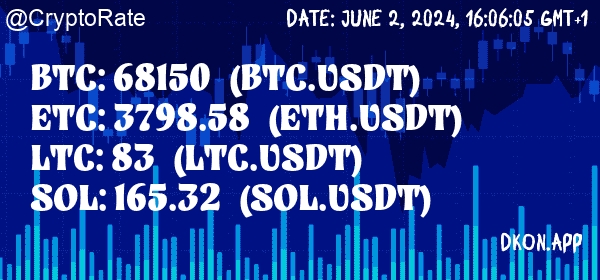 @CryptoRate
DATE: JUNE 2, 2024, 16:06:05 GMT+1
BTC: 68150 (BTC.USDT)
ETC: 3798.58 (ETH.USDT)
LTC: 83 (LTC.USDT)
SOL: 165.32 (SOL.USDT)
DKON.APP